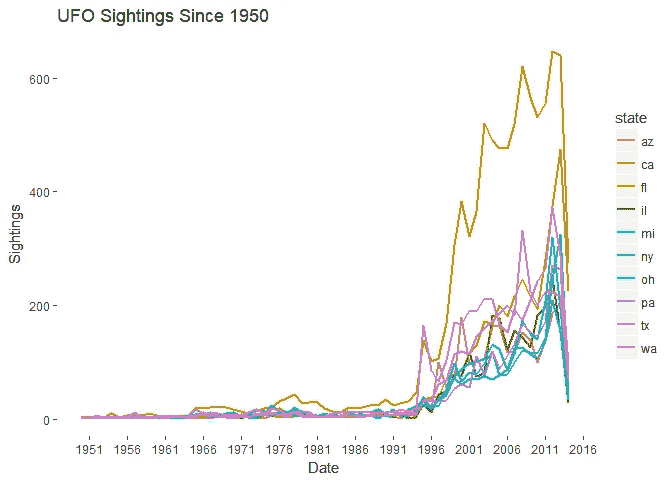 UFO Sightings Since 1950
600
400
200
0
Sightings
1951 1956 1961 1966 1971 1976 1981 1986 1991 1996 2001 2006 2011 2016
Date
state
az
ca
fl
il
mi
ny
oh
pa
tx
wa